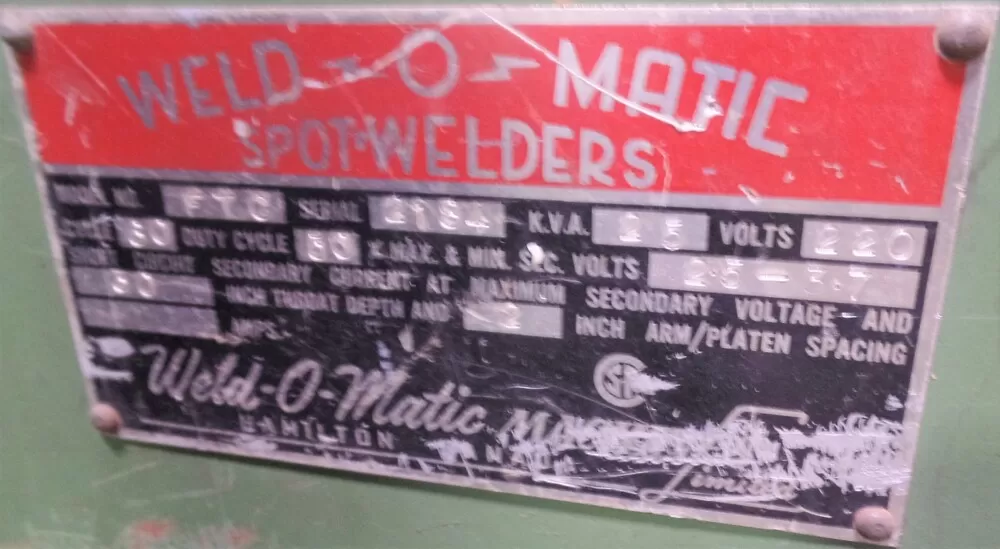 WELD-O-MATIC
SPOT-WELDERS
MODEL NO. FTC SERIAL 2184 K.V.A. 25 VOLTS 220
CYCLE 60 DUTY CYCLE 50 % MAX. & MIN. SEC. VOLTS
SHORT CIRCUIT SECONDARY CURRENT AT MAXIMUM SECONDARY VOLTAGE AND
30 INCH THROAT DEPTH AND INCH ARM/PLATEN SPACING
AMPS.
CSA
Weld-O-Matic
HAMILTON
Limited